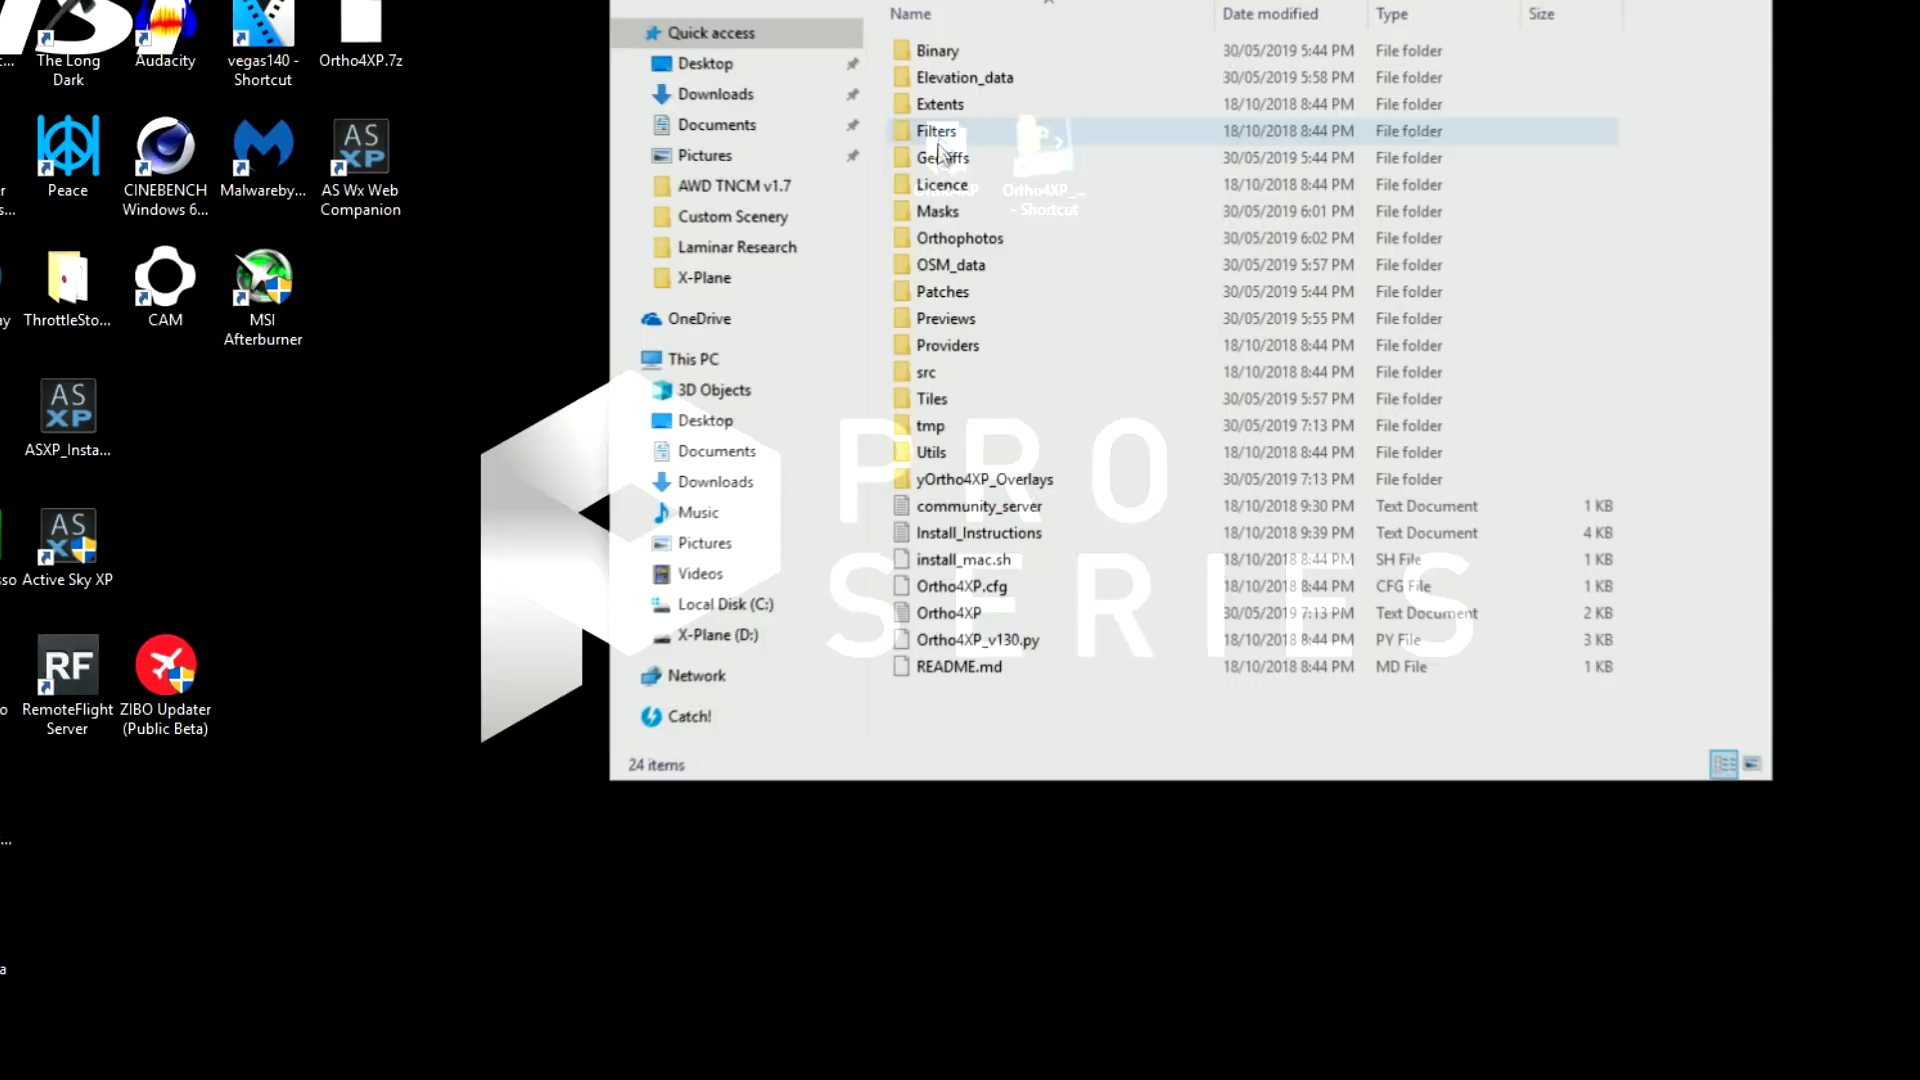 The Long
Dark
Audacity
vegas140 -
Shortcut
Ortho4XP.7z
Peace
CINEBENCH
Windows 6...
Malwareby...
AS
XP
AS Wx Web
Companion
ThrottleSto...
CAM
MSI
Afterburner
AS
XP
ASXP_Insta...
AS
Active Sky XP
RF
RemoteFlight
Server
ZIBO Updater
(Public Beta)
Quick access
Desktop
Downloads
Documents
Pictures
AWD TNCM v1.7
Custom Scenery
Laminar Research
X-Plane
OneDrive
This PC
3D Objects
Desktop
Documents
Downloads
Music
Pictures
Videos
Local Disk (C:)
X-Plane (D:)
Network
Catch!
24 items
Name Date modified Type Size
Binary 30/05/2019 5:44 PM File folder
Elevation_data 30/05/2019 5:58 PM File folder
Extents 18/10/2018 8:44 PM File folder
Filters 18/10/2018 8:44 PM File folder
30/05/2019 5:44 PM File folder
Licence 18/10/2018 8:44 PM File folder
Masks 30/05/2019 6:01 PM File folder
Orthophotos 30/05/2019 6:02 PM File folder
OSM_data 30/05/2019 5:57 PM File folder
Patches 30/05/2019 5:44 PM File folder
Previews 30/05/2019 5:55 PM File folder
Providers 18/10/2018 8:44 PM File folder
src 18/10/2018 8:44 PM File folder
Tiles 30/05/2019 5:57 PM File folder
tmp 30/05/2019 7:13 PM File folder
Utils 18/10/2018 8:44 PM File folder
yOrtho4XP_Overlays 30/05/2019 7:13 PM File folder
community_server 18/10/2018 9:30 PM Text Document 1 KB
Install_Instructions 18/10/2018 9:39 PM Text Document 4 KB
install_mac.sh 18/10/2018 8:44 PM SH File 1 KB
Ortho4XP.cfg 18/10/2018 8:44 PM CFG File 1 KB
Ortho4XP 30/05/2019 7:13 PM Text Document 2 KB
Ortho4XP_v130.py 18/10/2018 8:44 PM PY File 3 KB
README.md 18/10/2018 8:44 PM MD File 1 KB
Ortho4XP_...
- Shortcut
PRO
SERIES